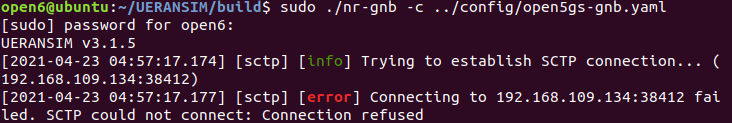 open6@ubuntu:~/UERANSIM/build$ sudo ./nr-gnb -c ../config/open5gs-gnb.yaml
[sudo] password for open6:
UERANSIM v3.1.5
[2021-04-23 04:57:17.174] [sctp] [info] Trying to establish SCTP connection... (
192.168.109.134:38412)
[2021-04-23 04:57:17.177] [sctp] [error] Connecting to 192.168.109.134:38412 fai
led. SCTP could not connect: Connection refused